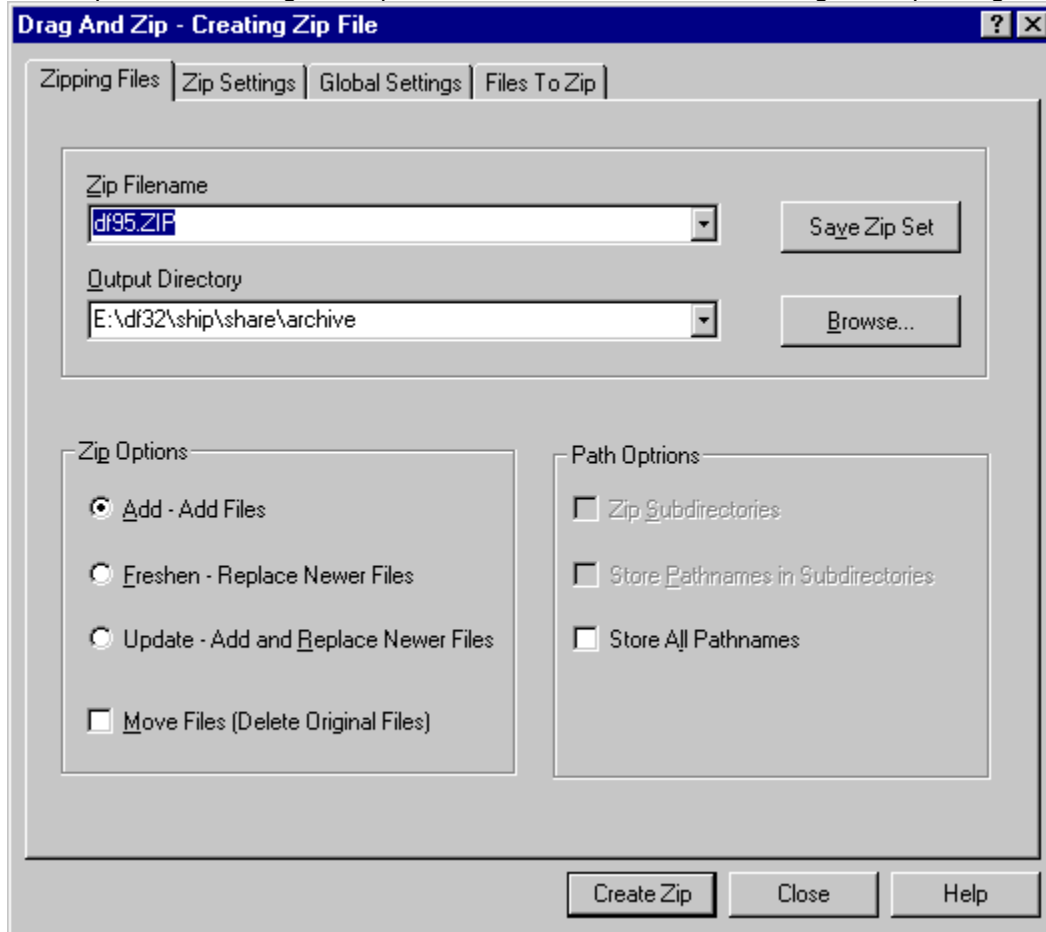 Drag And Zip - Creating Zip File
Zipping Files Zip Settings Global Settings Files To Zip
Zip Filename
df95.ZIP
Save Zip Set
Output Directory
E:\df32\ship\share\archive
Browse...
Zip Options
Add - Add Files
Freshen - Replace Newer Files
Update - Add and Replace Newer Files
Move Files (Delete Original Files)
Path Optrions
Zip Subdirectories
Store Pathnames in Subdirectories
Store All Pathnames
Create Zip Close Help